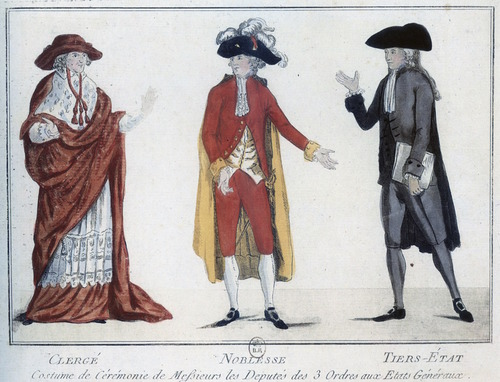 CLERGÉ NOBLESSE TIERS-ÉTAT
Costume de Cérémonie de Meſsieurs les Députés des 3 Ordres aux Etats Généraux.